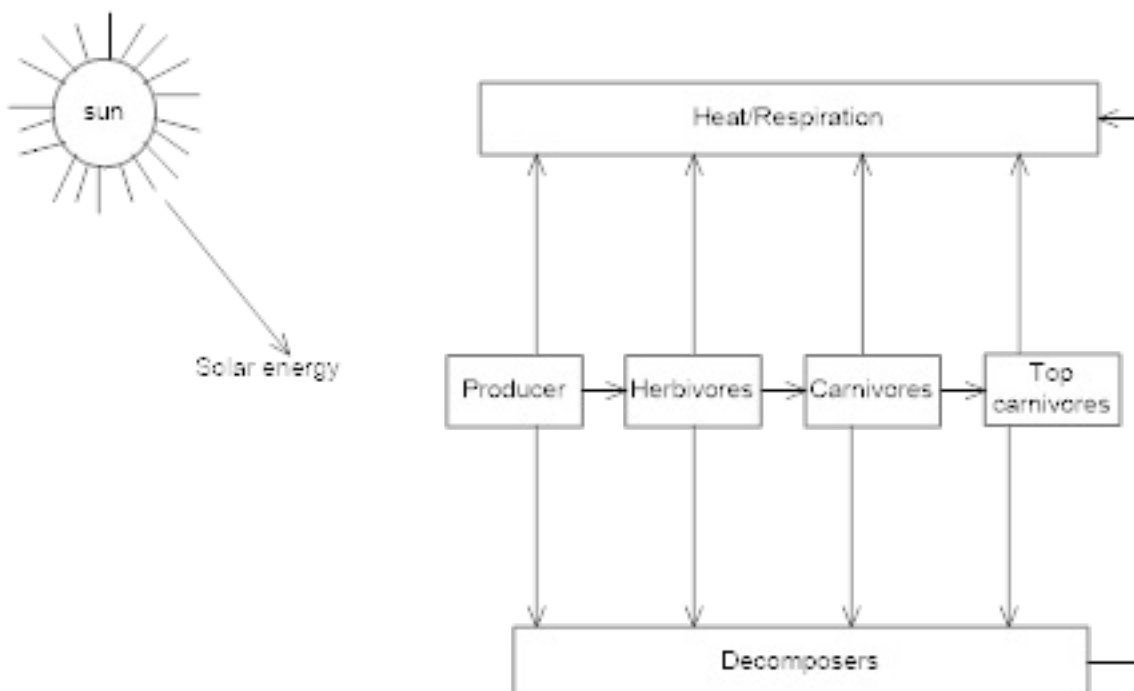 sun
Heat/Respiration
Solar energy
Producer
Herbivores
Carnivores
Top
carnivores
Decomposers